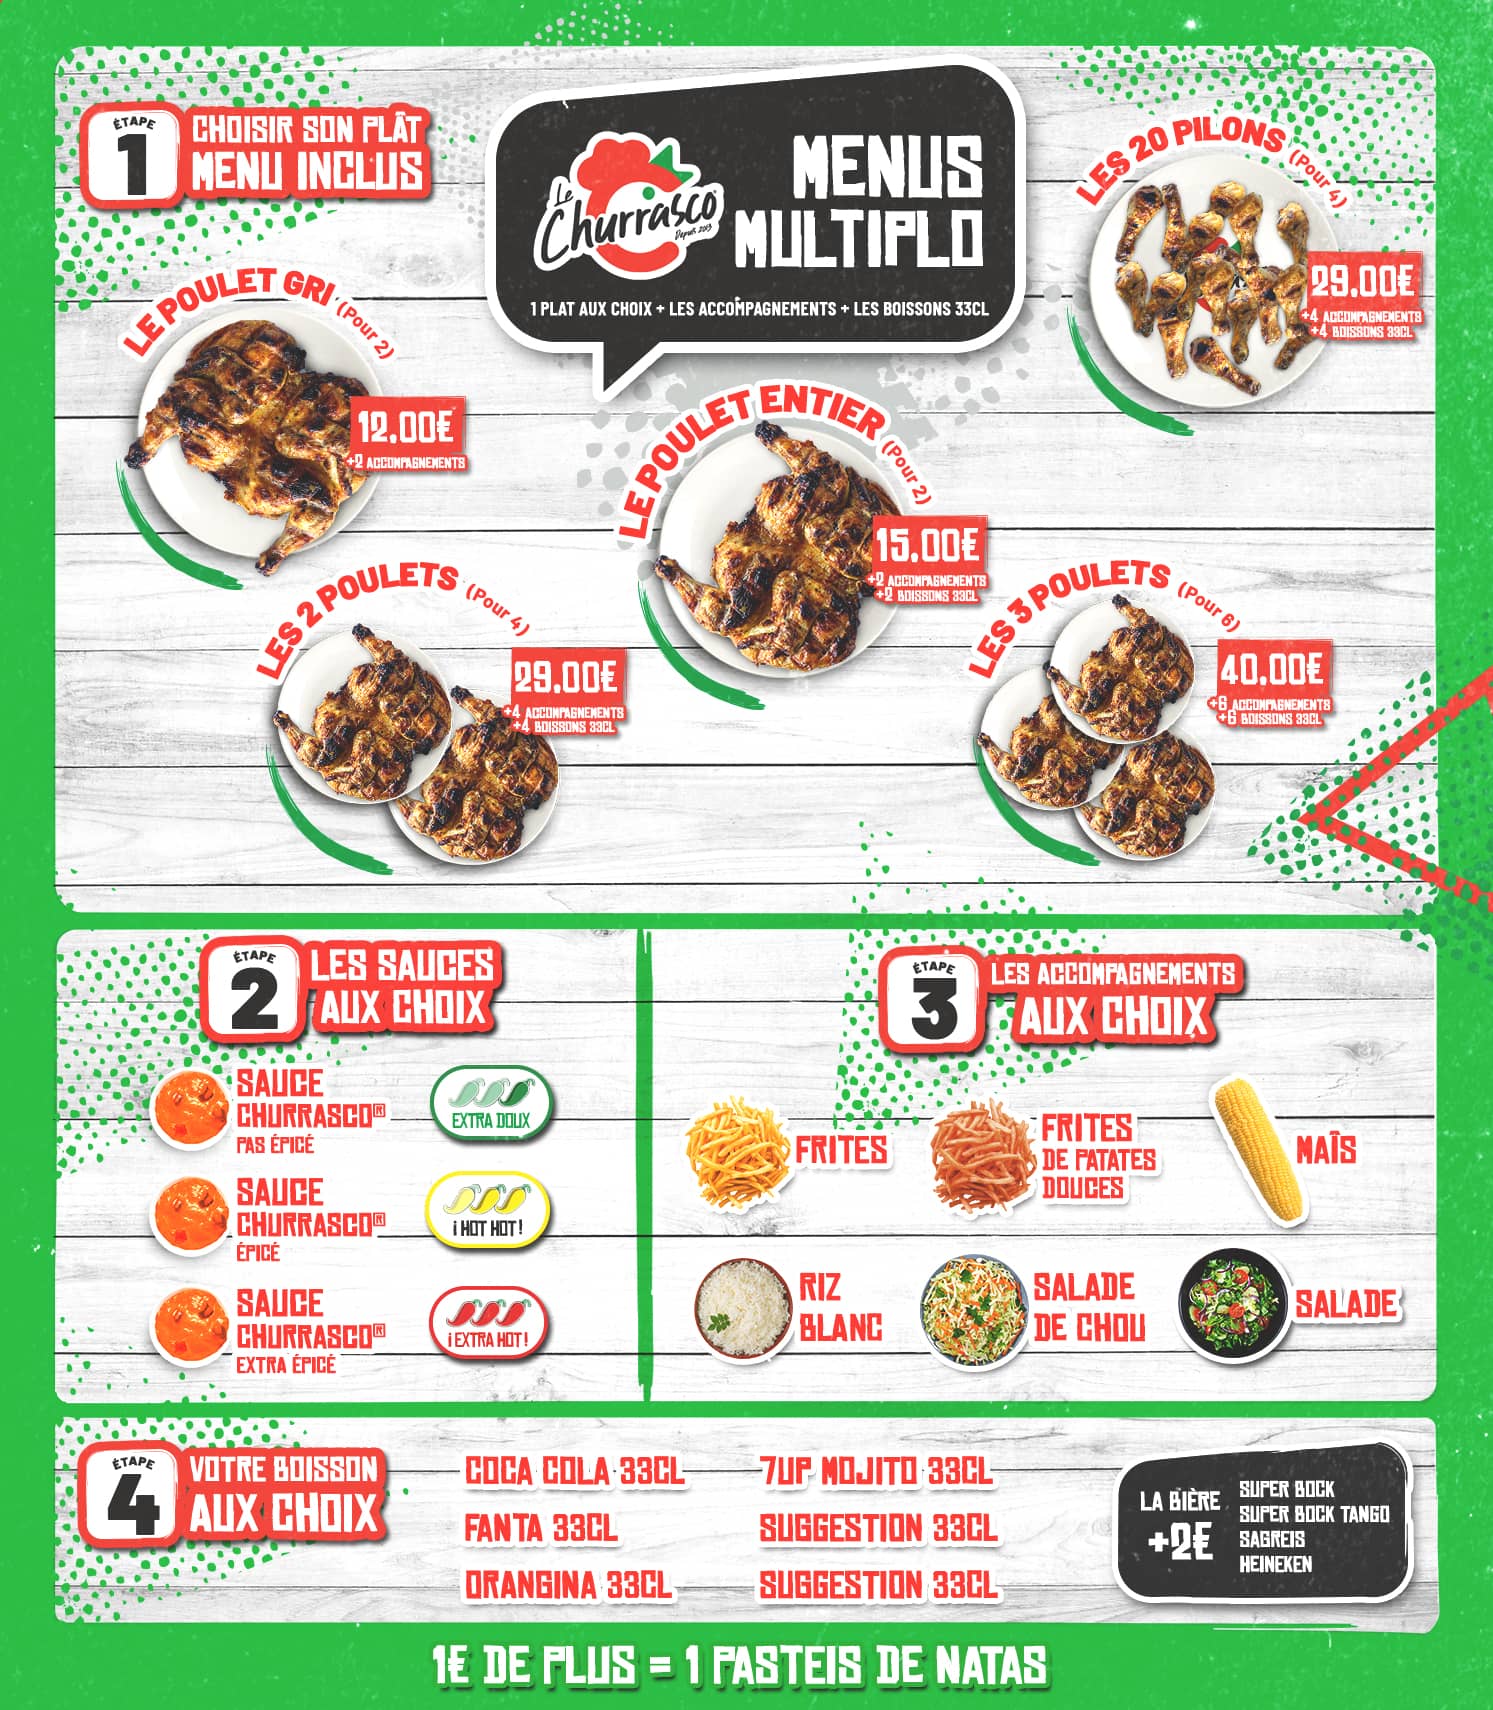 ÉTAPE
1
CHOISIR SON PLÂT
MENU INCLUS
Le
Churrasco
Depuis 2013
MENUS
MULTIPLO
1 PLAT AUX CHOIX + LES ACCOMPAGNEMENTS + LES BOISSONS 33CL
LES 20 PILONS (Pour 4)
29.00€
+4 ACCOMPAGNEMENTS
+4 BOISSONS 33CL
LE POULET GRI (Pour 2)
12.00€
+2 ACCOMPAGNEMENTS
LE POULET ENTIER (Pour 2)
15.00€
+2 ACCOMPAGNEMENTS
+2 BOISSONS 33CL
LES 2 POULETS (Pour 4)
29.00€
+4 ACCOMPAGNEMENTS
+4 BOISSONS 33CL
LES 3 POULETS (Pour 6)
40.00€
+6 ACCOMPAGNEMENTS
+6 BOISSONS 33CL
ÉTAPE
2
LES SAUCES
AUX CHOIX
SAUCE
CHURRASCO®
PAS ÉPICÉ
EXTRA DOUX
SAUCE
CHURRASCO®
ÉPICÉ
¡ HOT HOT !
SAUCE
CHURRASCO®
EXTRA ÉPICÉ
¡ EXTRA HOT !
ÉTAPE
3
LES ACCOMPAGNEMENTS
AUX CHOIX
FRITES
FRITES
DE PATATES
DOUCES
MAÏS
RIZ
BLANC
SALADE
DE CHOU
SALADE
ÉTAPE
4
VOTRE BOISSON
AUX CHOIX
COCA COLA 33CL
FANTA 33CL
ORANGINA 33CL
7UP MOJITO 33CL
SUGGESTION 33CL
SUGGESTION 33CL
LA BIÈRE
+2€
SUPER BOCK
SUPER BOCK TANGO
SAGREIS
HEINEKEN
1€ DE PLUS = 1 PASTEIS DE NATAS